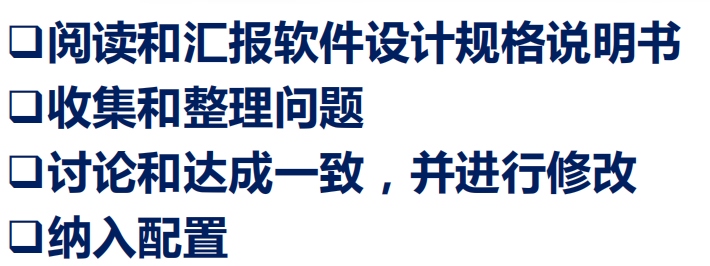 ❑阅读和汇报软件设计规格说明书
❑收集和整理问题
❑讨论和达成一致，并进行修改
❑纳入配置